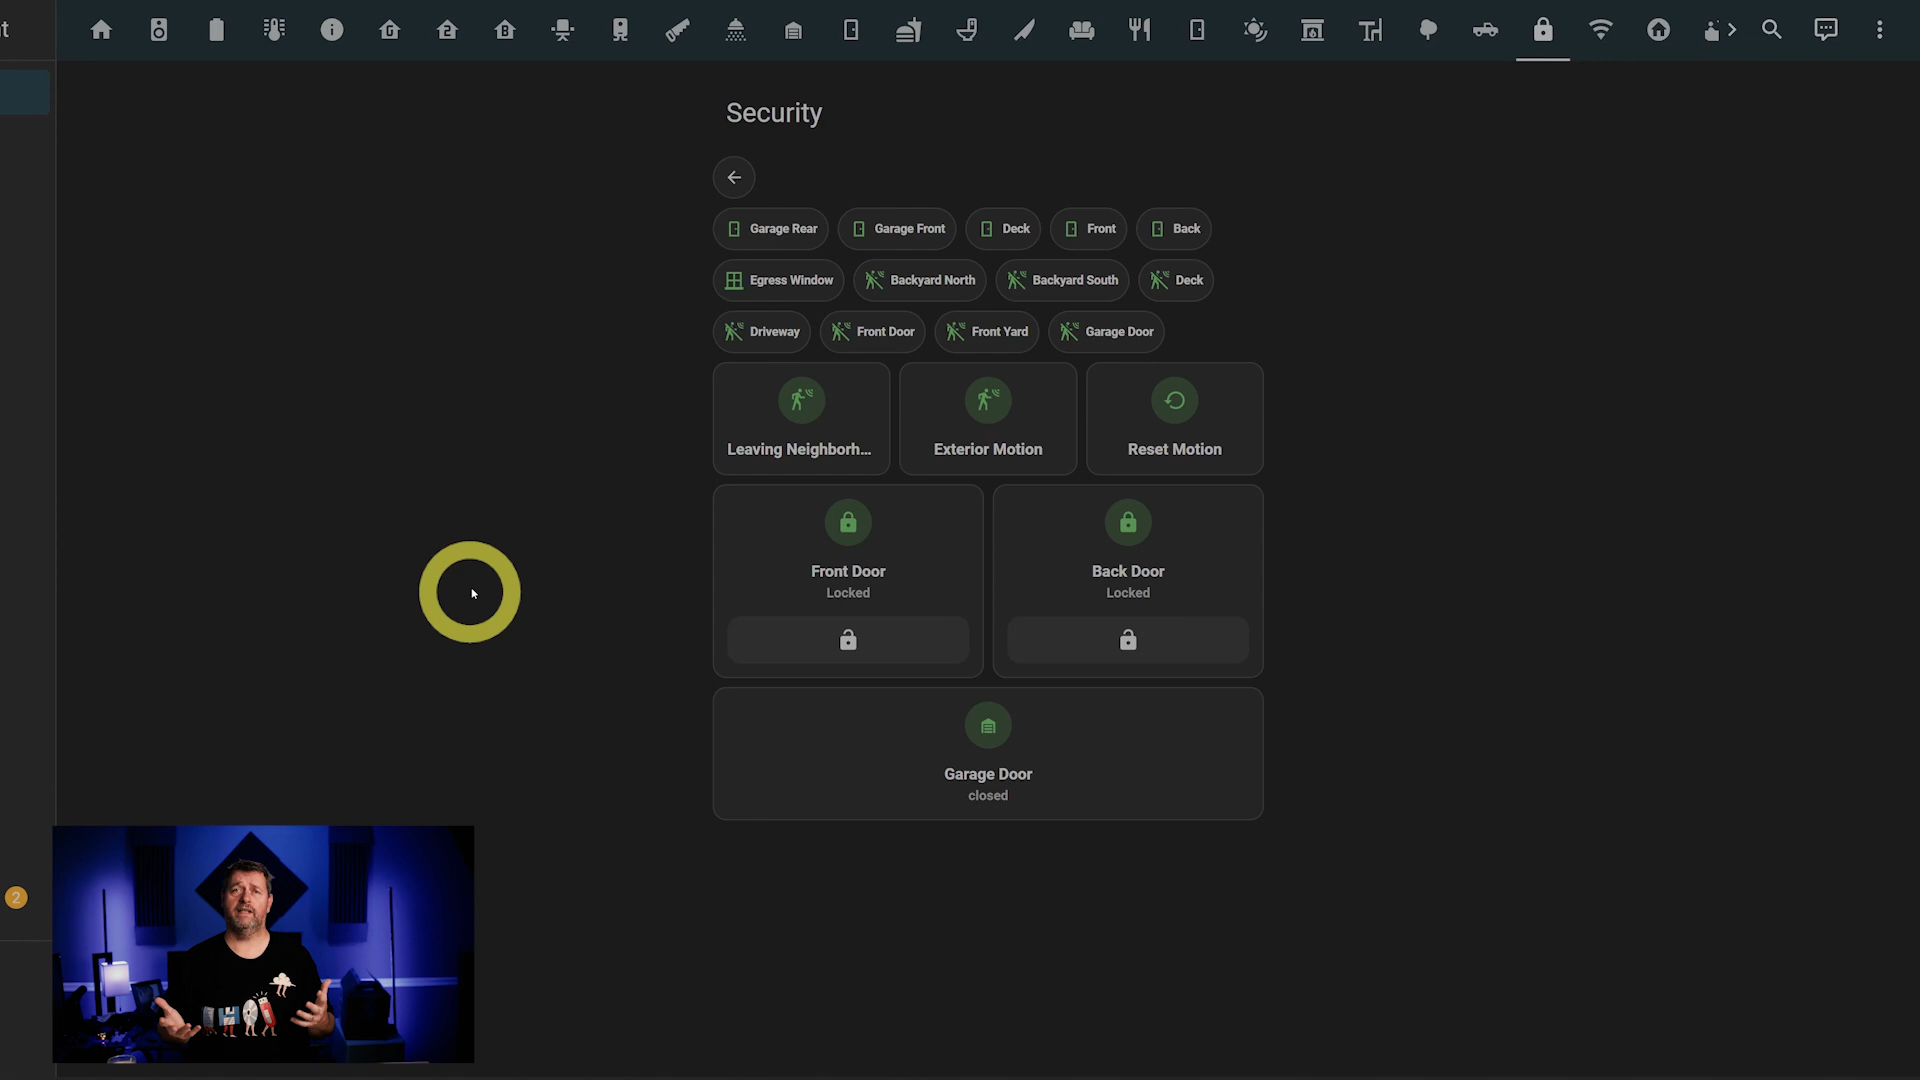 t
G 2 B
Security
Garage Rear Garage Front Deck Front Back
Egress Window Backyard North Backyard South Deck
Driveway Front Door Front Yard Garage Door
Leaving Neighborh... Exterior Motion Reset Motion
Front Door Back Door
Locked Locked
Garage Door
closed
2